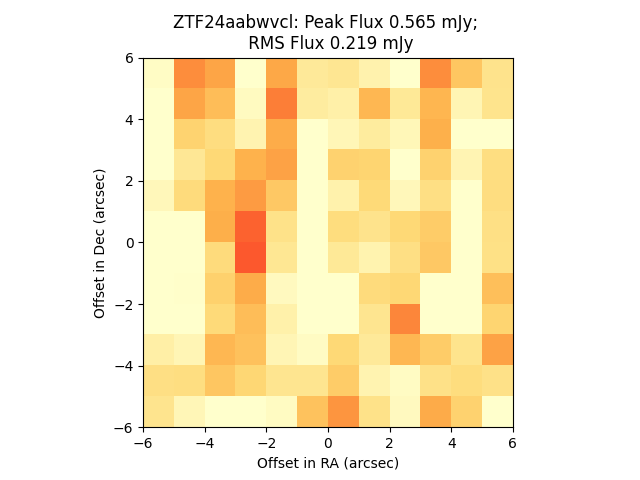 ZTF24aabwvcl: Peak Flux 0.565 mJy;
RMS Flux 0.219 mJy
6
4
2
0
−2
−4
−6
Offset in Dec (arcsec)
−6 −4 −2 0 2 4 6
Offset in RA (arcsec)